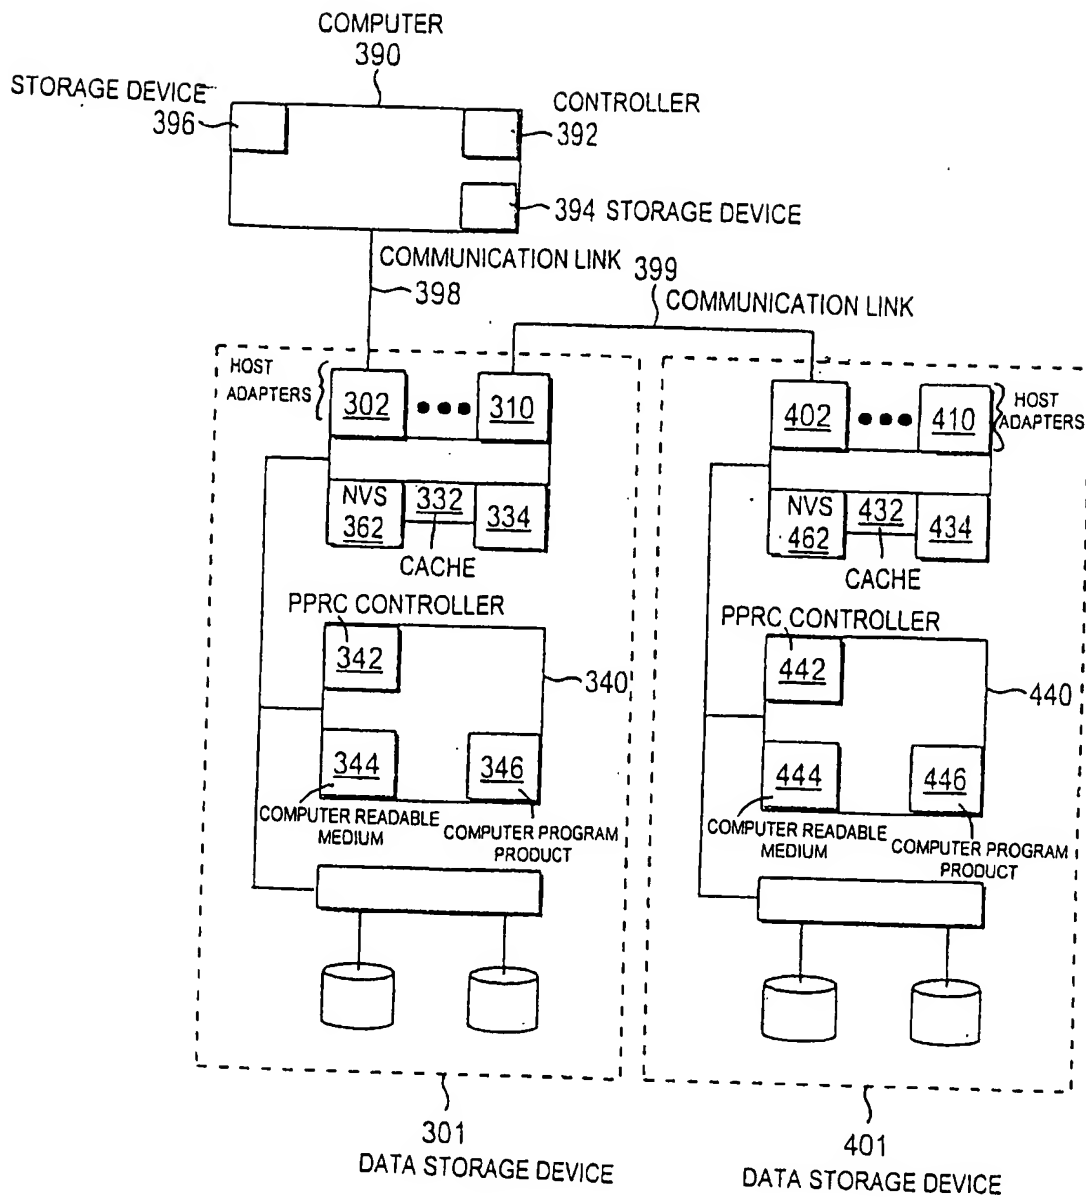 COMPUTER
390
STORAGE DEVICE
396
CONTROLLER
392
394 STORAGE DEVICE
COMMUNICATION LINK
398
399
COMMUNICATION LINK
HOST
ADAPTERS
302
310
402
410
HOST
ADAPTERS
NVS
362
332
334
CACHE
NVS
462
432
434
CACHE
PPRC CONTROLLER
342
340
344
346
COMPUTER READABLE
MEDIUM
COMPUTER PROGRAM
PRODUCT
PPRC CONTROLLER
442
440
444
446
COMPUTER READABLE
MEDIUM
COMPUTER PROGRAM
PRODUCT
301
DATA STORAGE DEVICE
401
DATA STORAGE DEVICE